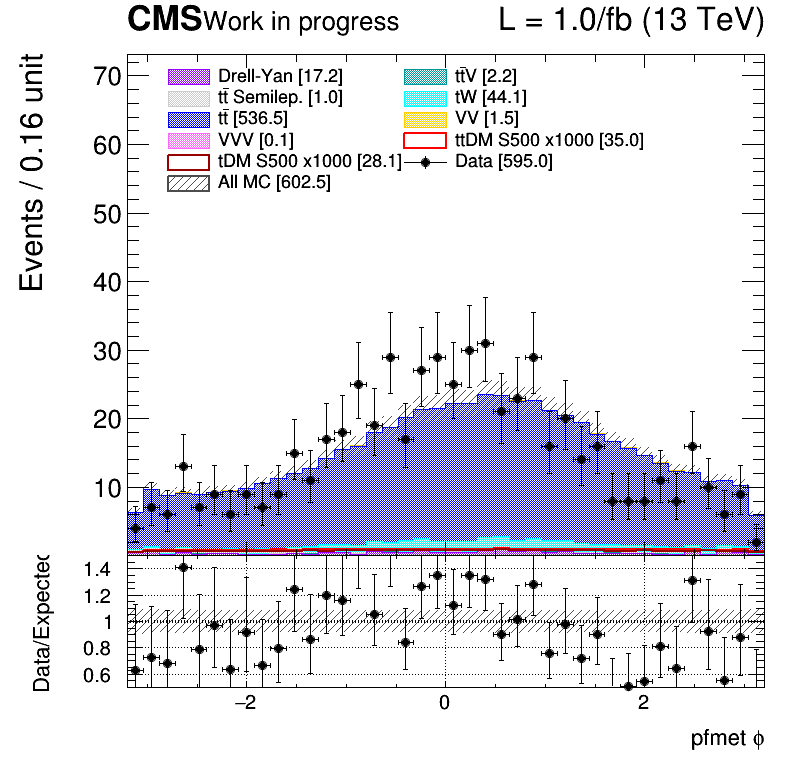 CMS Work in progress L = 1.0/fb (13 TeV)
Events / 0.16 unit
70
60
50
40
30
20
10
Drell-Yan [17.2] tt̄V [2.2]
tt̄ Semilep. [1.0] tW [44.1]
tt̄ [536.5] VV [1.5]
VVV [0.1] ttDM S500 x1000 [35.0]
tDM S500 x1000 [28.1] Data [595.0]
All MC [602.5]
Data/Expected
1.4
1.2
1
0.8
0.6
−2 0 2
pfmet ϕ